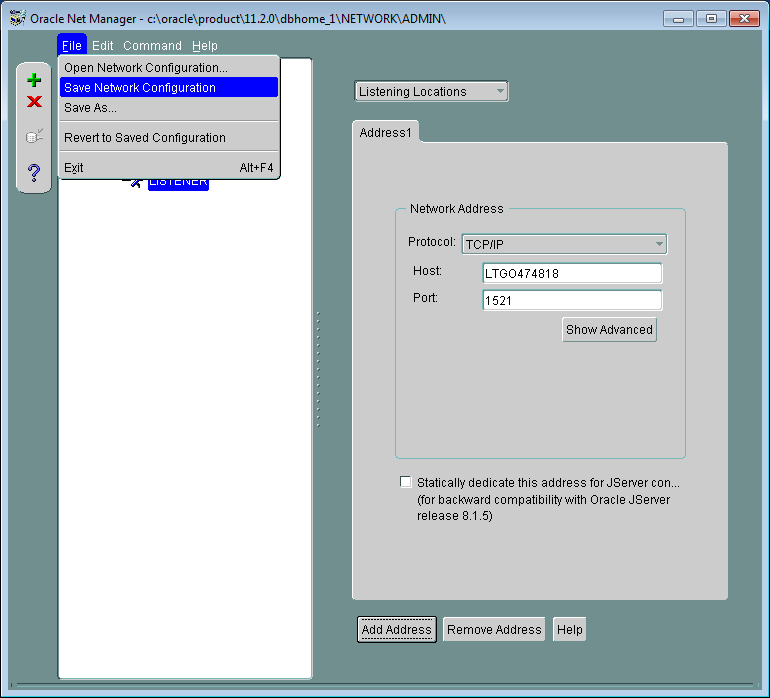 Oracle Net Manager - c:\oracle\product\11.2.0\dbhome_1\NETWORK\ADMIN\
File Edit Command Help
Open Network Configuration...
Save Network Configuration
Save As...
Revert to Saved Configuration
Exit Alt+F4
LISTENER
?
Listening Locations
Address1
Network Address
Protocol: TCP/IP
Host: LTGO474818
Port: 1521
Show Advanced
Statically dedicate this address for JServer con...
(for backward compatibility with Oracle JServer
release 8.1.5)
Add Address Remove Address Help